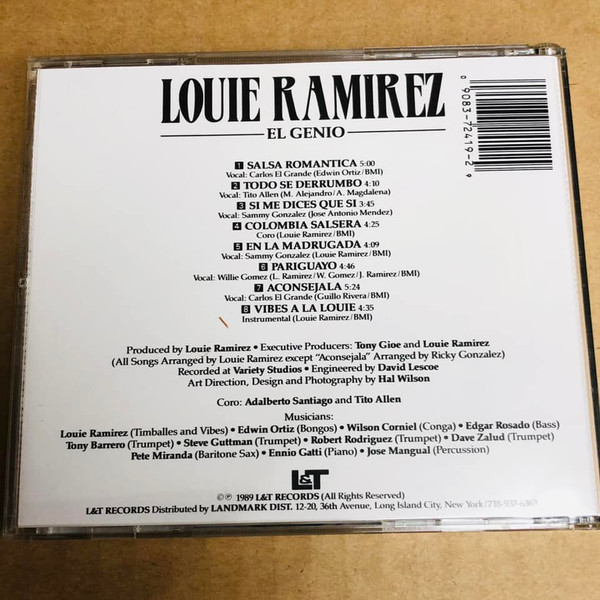 LOUIE RAMIREZ
EL GENIO
1 SALSA ROMANTICA 5:00
Vocal: Carlos El Grande (Edwin Ortiz/BMI)
2 TODO SE DERRUMBO 4:10
Vocal: Tito Allen (M. Alejandro/A. Magdalena)
3 SI ME DICES QUE SI 3:45
Vocal: Sammy Gonzalez (Jose Antonio Mendez)
4 COLOMBIA SALSERA 4:25
Coro (Louie Ramirez/BMI)
5 EN LA MADRUGADA 4:09
Vocal: Sammy Gonzalez (Louie Ramirez/BMI)
6 PARIGUAYO 4:46
Vocal: Willie Gomez (L. Ramirez/W. Gomez/J. Ramirez/BMI)
7 ACONSEJALA 5:24
Vocal: Carlos El Grande (Guillo Rivera/BMI)
8 VIBES A LA LOUIE 4:35
Instrumental (Louie Ramirez/BMI)
0 9083-72419-2 9
Produced by Louie Ramirez • Executive Producers: Tony Gioe and Louie Ramirez
(All Songs Arranged by Louie Ramirez except "Aconsejala" Arranged by Ricky Gonzalez)
Recorded at Variety Studios • Engineered by David Lescoe
Art Direction, Design and Photography by Hal Wilson
Coro: Adalberto Santiago and Tito Allen
Musicians:
Louie Ramirez (Timballes and Vibes) • Edwin Ortiz (Bongos) • Wilson Corniel (Conga) • Edgar Rosado (Bass)
Tony Barrero (Trumpet) • Steve Guttman (Trumpet) • Robert Rodriguez (Trumpet) • Dave Zalud (Trumpet)
Pete Miranda (Baritone Sax) • Ennio Gatti (Piano) • Jose Mangual (Percussion)
L&T
©℗ 1989 L&T RECORDS (All Rights Reserved)
L&T RECORDS Distributed by LANDMARK DIST. 12-20, 36th Avenue, Long Island City, New York